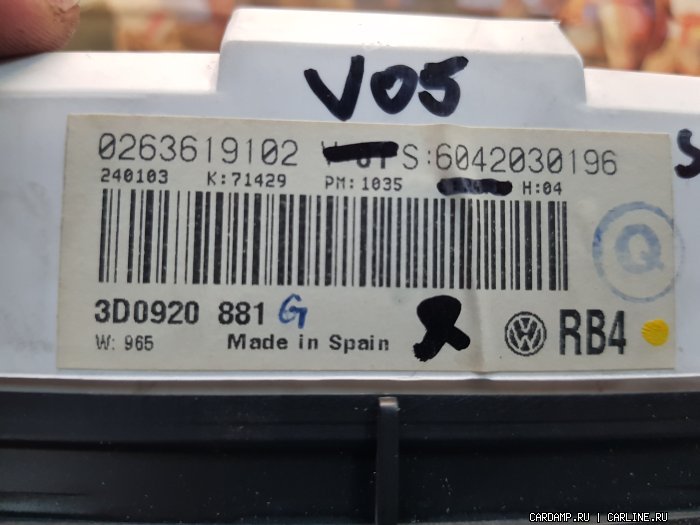 V05
0263619102 S:6042030196
240103 K:71429 PM:1035 H:04
3D0920 881 G RB4
W: 965 Made in Spain
Q
CARDAMP.RU | CARLINE.RU